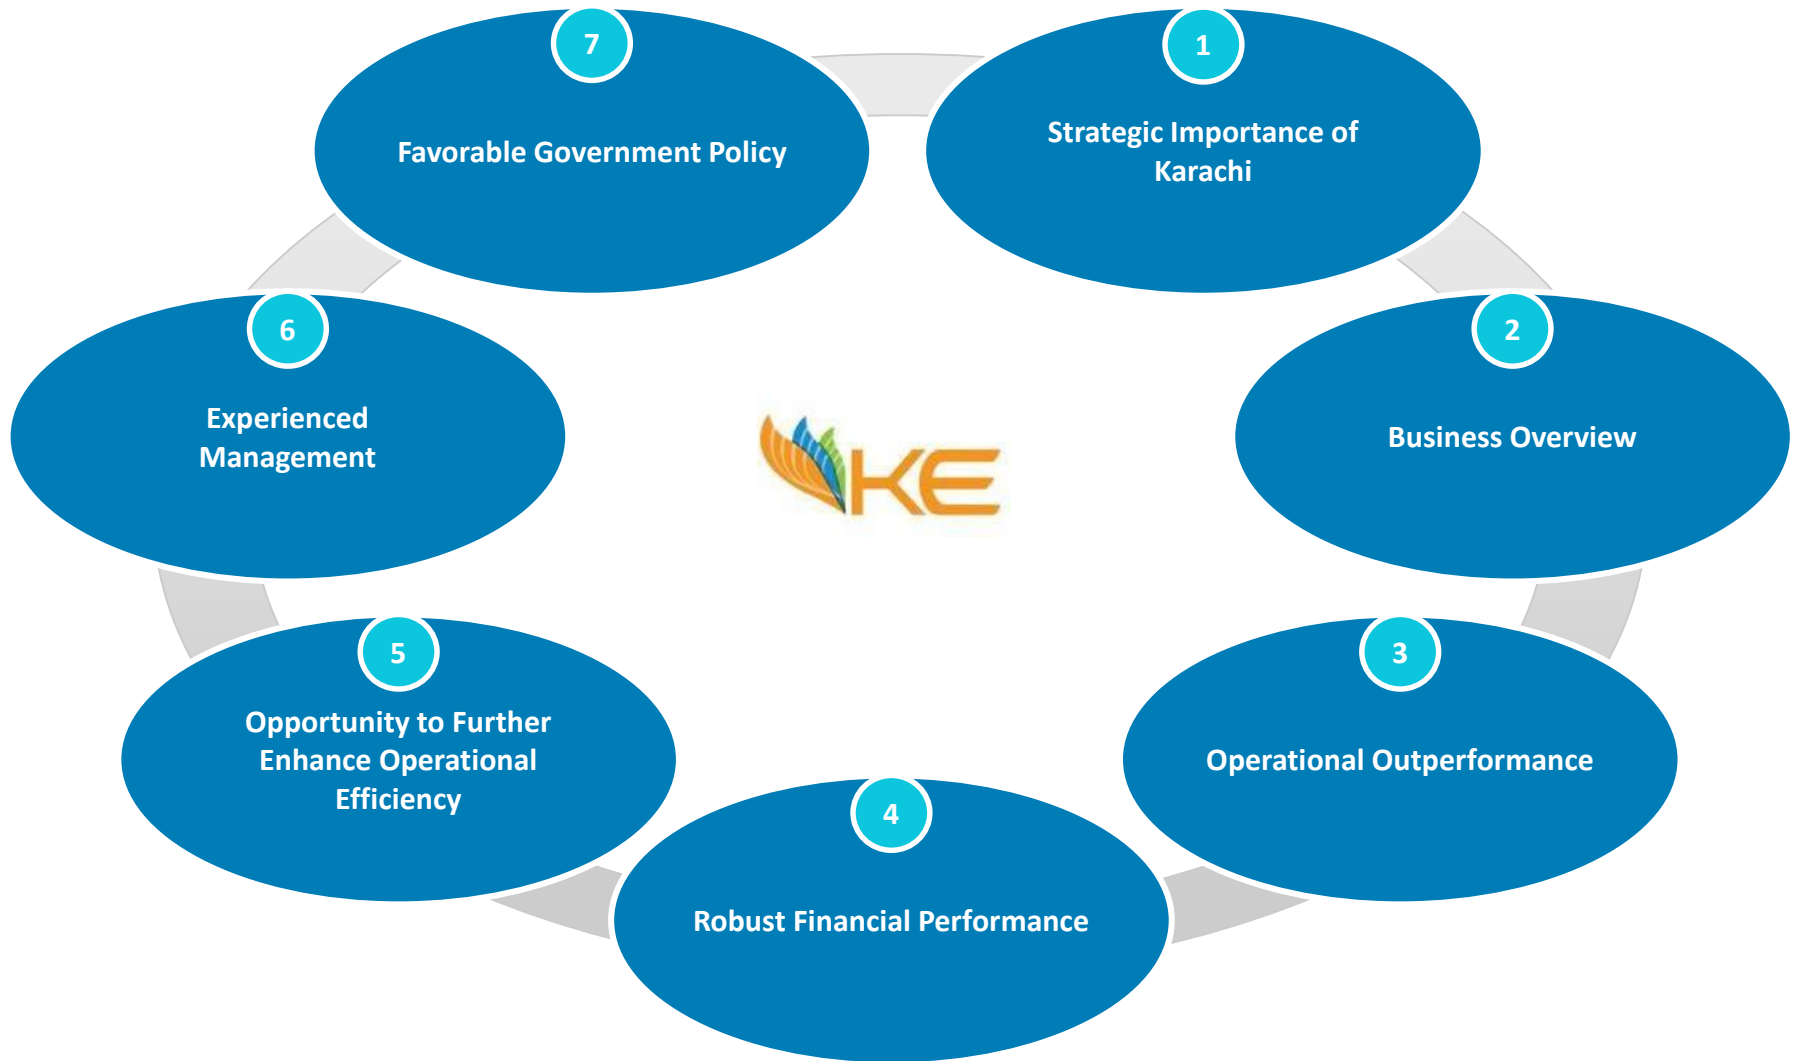 1
Strategic Importance of
Karachi
2
Business Overview
3
Operational Outperformance
4
Robust Financial Performance
5
Opportunity to Further
Enhance Operational
Efficiency
6
Experienced
Management
7
Favorable Government Policy
KE